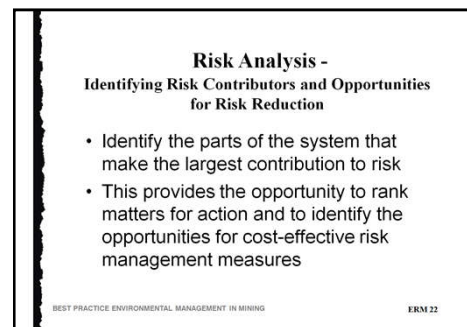 Risk Analysis -
Identifying Risk Contributors and Opportunities
for Risk Reduction
• Identify the parts of the system that
make the largest contribution to risk
• This provides the opportunity to rank
matters for action and to identify the
opportunities for cost-effective risk
management measures
BEST PRACTICE ENVIRONMENTAL MANAGEMENT IN MINING
ERM 22